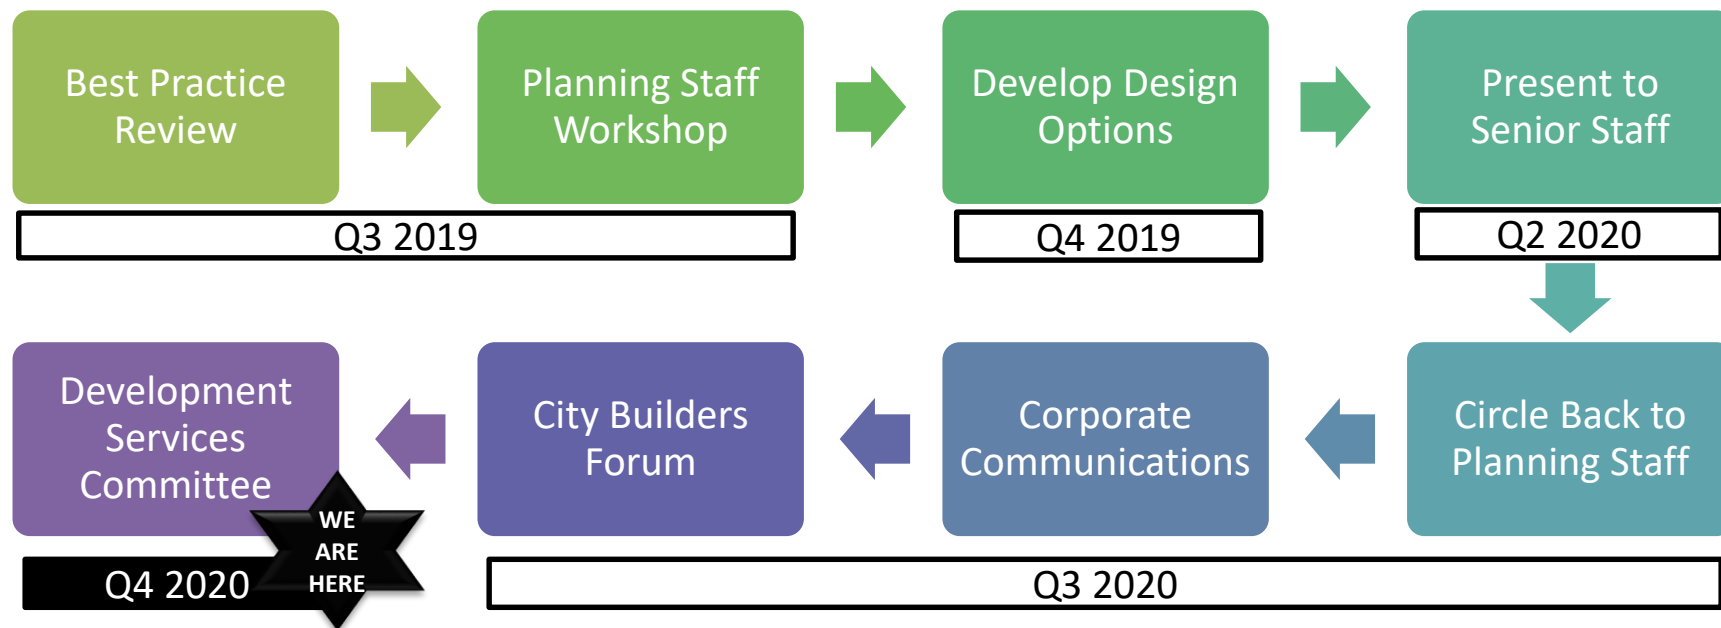 Best Practice
Review
Planning Staff
Workshop
Develop Design
Options
Present to
Senior Staff
Q3 2019
Q4 2019
Q2 2020
Circle Back to
Planning Staff
Corporate
Communications
City Builders
Forum
Development
Services
Committee
WE
ARE
HERE
Q3 2020
Q4 2020